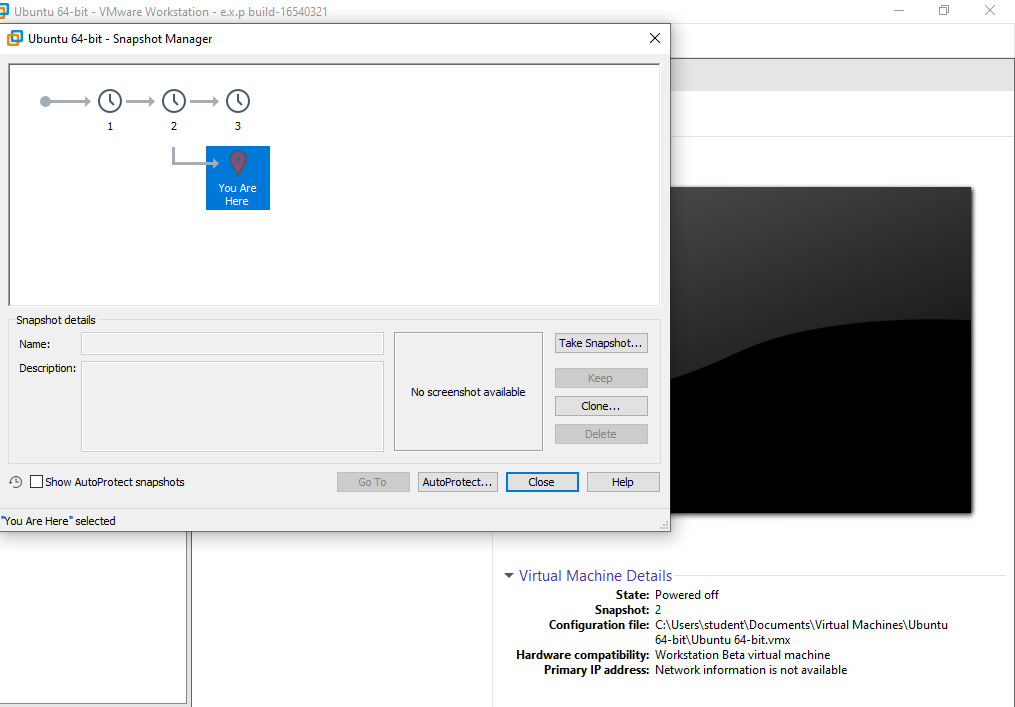 Ubuntu 64-bit - VMware Workstation - e.x.p build-16540321
Ubuntu 64-bit - Snapshot Manager
1
2
3
You Are
Here
Snapshot details
Name:
Description:
No screenshot available
Take Snapshot...
Keep
Clone...
Delete
Show AutoProtect snapshots
Go To
AutoProtect...
Close
Help
"You Are Here" selected
Virtual Machine Details
State: Powered off
Snapshot: 2
Configuration file: C:\Users\student\Documents\Virtual Machines\Ubuntu
64-bit\Ubuntu 64-bit.vmx
Hardware compatibility: Workstation Beta virtual machine
Primary IP address: Network information is not available